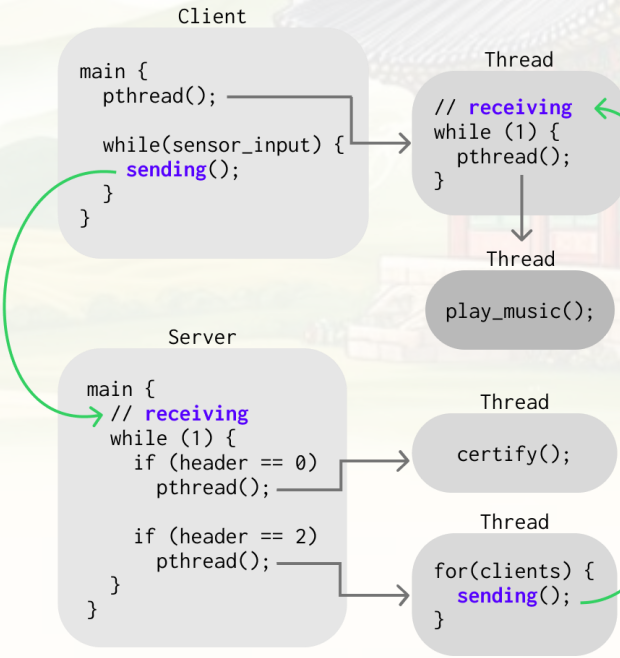 Client
main {
pthread();
while(sensor_input) {
sending();
}
}
Thread
// receiving
while (1) {
pthread();
}
Thread
play_music();
Server
main {
// receiving
while (1) {
if (header == 0)
pthread();
if (header == 2)
pthread();
}
}
Thread
certify();
Thread
for(clients) {
sending();
}